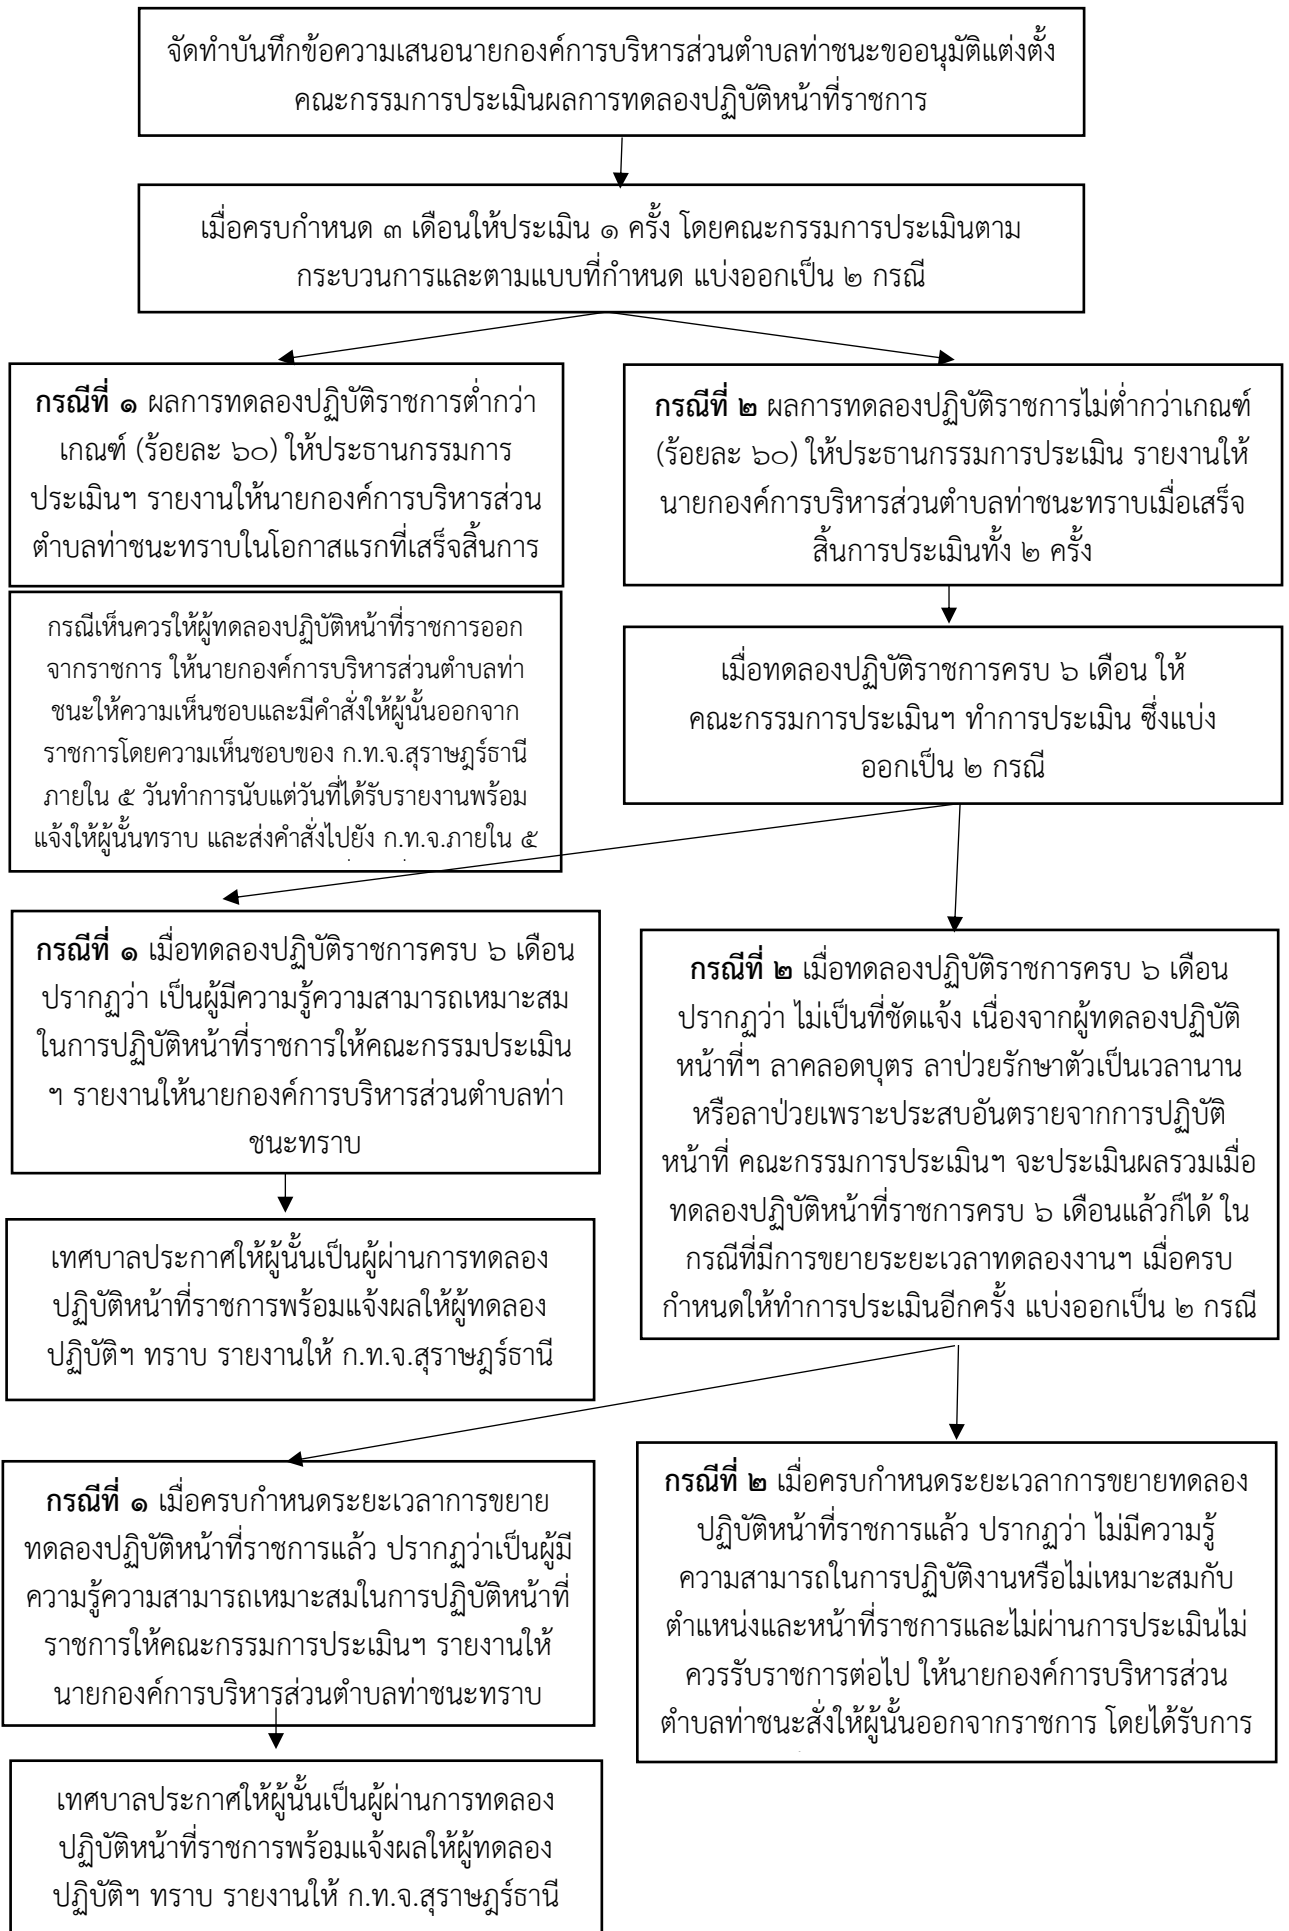 จัดทำบันทึกข้อความเสนอนายกองค์การบริหารส่วนตำบลท่าชนะขออนุมัติแต่งตั้ง
คณะกรรมการประเมินผลการทดลองปฏิบัติหน้าที่ราชการ
เมื่อครบกำหนด ๓ เดือนให้ประเมิน ๑ ครั้ง โดยคณะกรรมการประเมินตาม
กระบวนการและตามแบบที่กำหนด แบ่งออกเป็น ๒ กรณี
กรณีที่ ๑ ผลการทดลองปฏิบัติราชการต่ำกว่า
เกณฑ์ (ร้อยละ ๖๐) ให้ประธานกรรมการ
ประเมินฯ รายงานให้นายกองค์การบริหารส่วน
ตำบลท่าชนะทราบในโอกาสแรกที่เสร็จสิ้นการ
กรณีที่ ๒ ผลการทดลองปฏิบัติราชการไม่ต่ำกว่าเกณฑ์
(ร้อยละ ๖๐) ให้ประธานกรรมการประเมิน รายงานให้
นายกองค์การบริหารส่วนตำบลท่าชนะทราบเมื่อเสร็จ
สิ้นการประเมินทั้ง ๒ ครั้ง
กรณีเห็นควรให้ผู้ทดลองปฏิบัติหน้าที่ราชการออก
จากราชการ ให้นายกองค์การบริหารส่วนตำบลท่า
ชนะให้ความเห็นชอบและมีคำสั่งให้ผู้นั้นออกจาก
ราชการโดยความเห็นชอบของ ก.ท.จ.สุราษฎร์ธานี
ภายใน ๕ วันทำการนับแต่วันที่ได้รับรายงานพร้อม
แจ้งให้ผู้นั้นทราบ และส่งคำสั่งไปยัง ก.ท.จ.ภายใน ๕
เมื่อทดลองปฏิบัติราชการครบ ๖ เดือน ให้
คณะกรรมการประเมินฯ ทำการประเมิน ซึ่งแบ่ง
ออกเป็น ๒ กรณี
กรณีที่ ๑ เมื่อทดลองปฏิบัติราชการครบ ๖ เดือน
ปรากฏว่า เป็นผู้มีความรู้ความสามารถเหมาะสม
ในการปฏิบัติหน้าที่ราชการให้คณะกรรมประเมิน
ฯ รายงานให้นายกองค์การบริหารส่วนตำบลท่า
ชนะทราบ
กรณีที่ ๒ เมื่อทดลองปฏิบัติราชการครบ ๖ เดือน
ปรากฏว่า ไม่เป็นที่ชัดแจ้ง เนื่องจากผู้ทดลองปฏิบัติ
หน้าที่ฯ ลาคลอดบุตร ลาป่วยรักษาตัวเป็นเวลานาน
หรือลาป่วยเพราะประสบอันตรายจากการปฏิบัติ
หน้าที่ คณะกรรมการประเมินฯ จะประเมินผลรวมเมื่อ
ทดลองปฏิบัติหน้าที่ราชการครบ ๖ เดือนแล้วก็ได้ ใน
กรณีที่มีการขยายระยะเวลาทดลองงานฯ เมื่อครบ
กำหนดให้ทำการประเมินอีกครั้ง แบ่งออกเป็น ๒ กรณี
เทศบาลประกาศให้ผู้นั้นเป็นผู้ผ่านการทดลอง
ปฏิบัติหน้าที่ราชการพร้อมแจ้งผลให้ผู้ทดลอง
ปฏิบัติฯ ทราบ รายงานให้ ก.ท.จ.สุราษฎร์ธานี
กรณีที่ ๑ เมื่อครบกำหนดระยะเวลาการขยาย
ทดลองปฏิบัติหน้าที่ราชการแล้ว ปรากฏว่าเป็นผู้มี
ความรู้ความสามารถเหมาะสมในการปฏิบัติหน้าที่
ราชการให้คณะกรรมการประเมินฯ รายงานให้
นายกองค์การบริหารส่วนตำบลท่าชนะทราบ
กรณีที่ ๒ เมื่อครบกำหนดระยะเวลาการขยายทดลอง
ปฏิบัติหน้าที่ราชการแล้ว ปรากฏว่า ไม่มีความรู้
ความสามารถในการปฏิบัติงานหรือไม่เหมาะสมกับ
ตำแหน่งและหน้าที่ราชการและไม่ผ่านการประเมินไม่
ควรรับราชการต่อไป ให้นายกองค์การบริหารส่วน
ตำบลท่าชนะสั่งให้ผู้นั้นออกจากราชการ โดยได้รับการ
เทศบาลประกาศให้ผู้นั้นเป็นผู้ผ่านการทดลอง
ปฏิบัติหน้าที่ราชการพร้อมแจ้งผลให้ผู้ทดลอง
ปฏิบัติฯ ทราบ รายงานให้ ก.ท.จ.สุราษฎร์ธานี